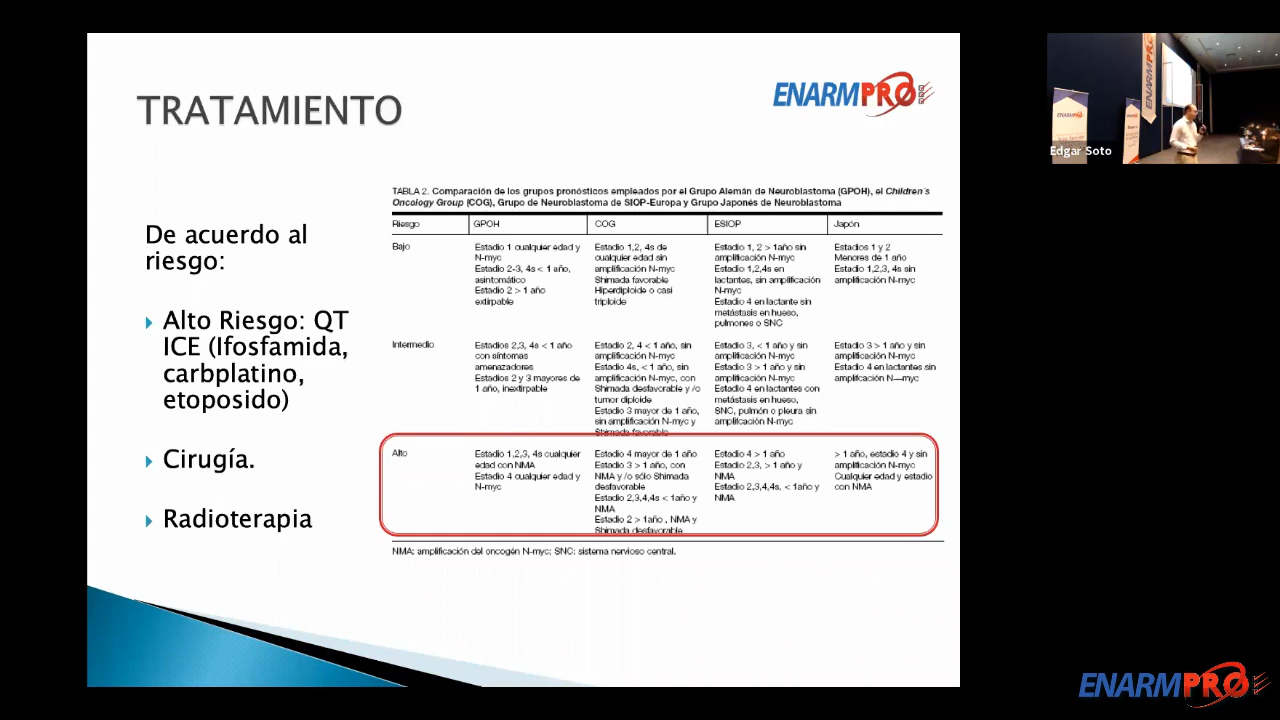 TRATAMIENTO
ENARMPRO
Edgar Soto
De acuerdo al
riesgo:
Alto Riesgo: QT
ICE (Ifosfamida,
carbplatino,
etoposido)
Cirugía.
Radioterapia
TABLA 2. Comparación de los grupos pronósticos empleados por el Grupo Alemán de Neuroblastoma (GPOH), el Children´s
Oncology Group (COG), Grupo de Neuroblastoma de SIOP-Europa y Grupo Japonés de Neuroblastoma
Riesgo GPOH COG ESIOP Japón
Bajo
Estadio 1 cualquier edad y
N-myc
Estadio 2-3, 4s < 1 año,
asintomático
Estadio 2 > 1 año
extirpable
Estadio 1,2, 4s de
cualquier edad sin
amplificación N-myc
Shimada favorable
Hiperdiploide o casi
triploide
Estadio 1, 2 > 1año sin
amplificación N-myc
Estadio 1,2,4s en
lactantes, sin amplificación
N-myc
Estadio 4 en lactante sin
metástasis en hueso,
pulmones o SNC
Estadios 1 y 2
Menores de 1 año
Estadio 1,2,3, 4s sin
amplificación N-myc
Intermedio
Estadios 2,3, 4s < 1 año
con síntomas
amenazadores
Estadios 2 y 3 mayores de
1 año, inextirpable
Estadio 2, 4 < 1 año, sin
amplificación N-myc
Estadio 4s, < 1 año, sin
amplificación N-myc, con
Shimada desfavorable y /o
tumor diploide
Estadio 3 mayor de 1 año,
sin amplificación N-myc y
Shimada favorable
Estadio 3, < 1 año y sin
amplificación N-myc
Estadio 3 > 1 año y sin
amplificación N-myc
Estadio 4 en lactantes con
metástasis en hueso,
SNC, pulmón o pleura sin
amplifcación N-myc
Estadio 3 > 1 año y sin
amplificación N-myc
Estadio 4 en lactantes sin
amplifcación N—myc
Alto
Estadio 1,2,3, 4s cualquier
edad con NMA
Estadio 4 cualquier edad y
N-myc
Estadio 4 mayor de 1 año
Estadio 3 > 1 año, con
NMA y /o sólo Shimada
desfavorable
Estadio 2,3,4,4s < 1año y
NMA
Estadio 2 > 1año , NMA y
Shimada desfavorable
Estadio 4 > 1 año
Estadio 2,3, > 1 año y
NMA
Estadio 2,3,4,4s, < 1año y
NMA
> 1 año, estadio 4 y sin
amplificación N-myc
Cualquier edad y estadio
con NMA
NMA: amplificación del oncogén N-myc; SNC: sistema nervioso central.
ENARMPRO